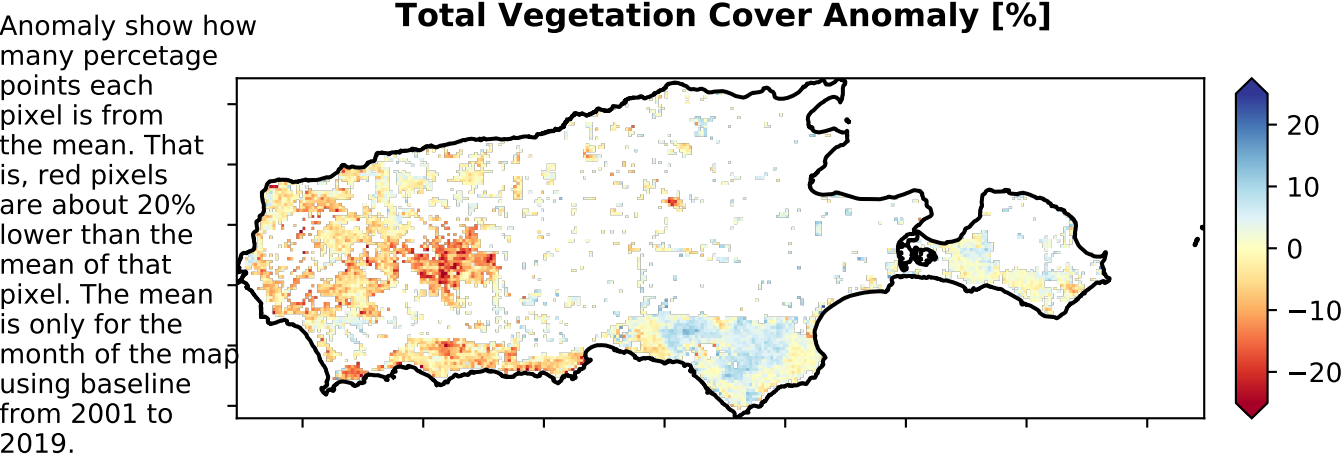 Total Vegetation Cover Anomaly [%]
Anomaly show how
many percetage
points each
pixel is from
the mean. That
is, red pixels
are about 20%
lower than the
mean of that
pixel. The mean
is only for the
month of the map
using baseline
from 2001 to
2019.
20
10
0
−10
−20